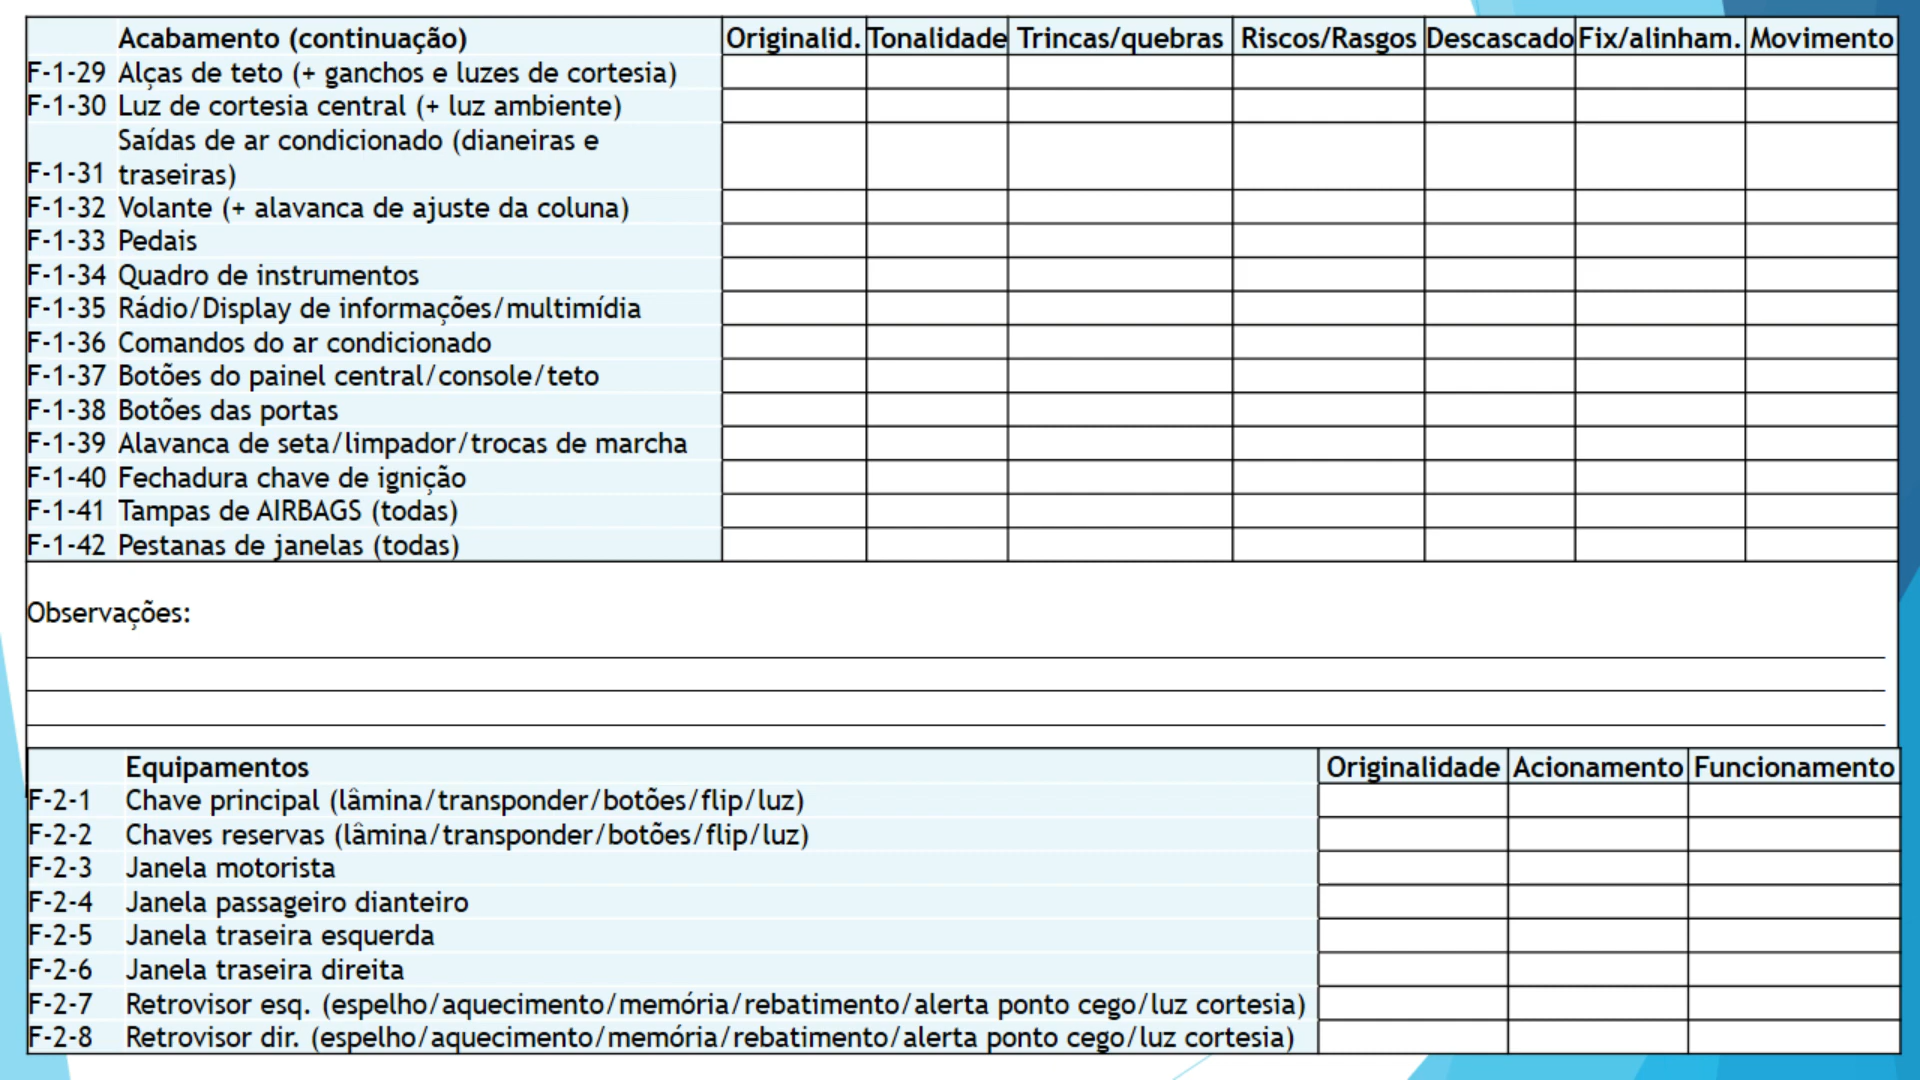 Acabamento (continuação) Originalid. Tonalidade Trincas/quebras Riscos/Rasgos Descascado Fix/alinham. Movimento
F-1-29 Alças de teto (+ ganchos e luzes de cortesia)
F-1-30 Luz de cortesia central (+ luz ambiente)
Saídas de ar condicionado (dianeiras e
F-1-31 traseiras)
F-1-32 Volante (+ alavanca de ajuste da coluna)
F-1-33 Pedais
F-1-34 Quadro de instrumentos
F-1-35 Rádio/Display de informações/multimídia
F-1-36 Comandos do ar condicionado
F-1-37 Botões do painel central/console/teto
F-1-38 Botões das portas
F-1-39 Alavanca de seta/limpador/trocas de marcha
F-1-40 Fechadura chave de ignição
F-1-41 Tampas de AIRBAGS (todas)
F-1-42 Pestanas de janelas (todas)
Observações:
Equipamentos Originalidade Acionamento Funcionamento
F-2-1 Chave principal (lâmina/transponder/botões/flip/luz)
F-2-2 Chaves reservas (lâmina/transponder/botões/flip/luz)
F-2-3 Janela motorista
F-2-4 Janela passageiro dianteiro
F-2-5 Janela traseira esquerda
F-2-6 Janela traseira direita
F-2-7 Retrovisor esq. (espelho/aquecimento/memória/rebatimento/alerta ponto cego/luz cortesia)
F-2-8 Retrovisor dir. (espelho/aquecimento/memória/rebatimento/alerta ponto cego/luz cortesia)